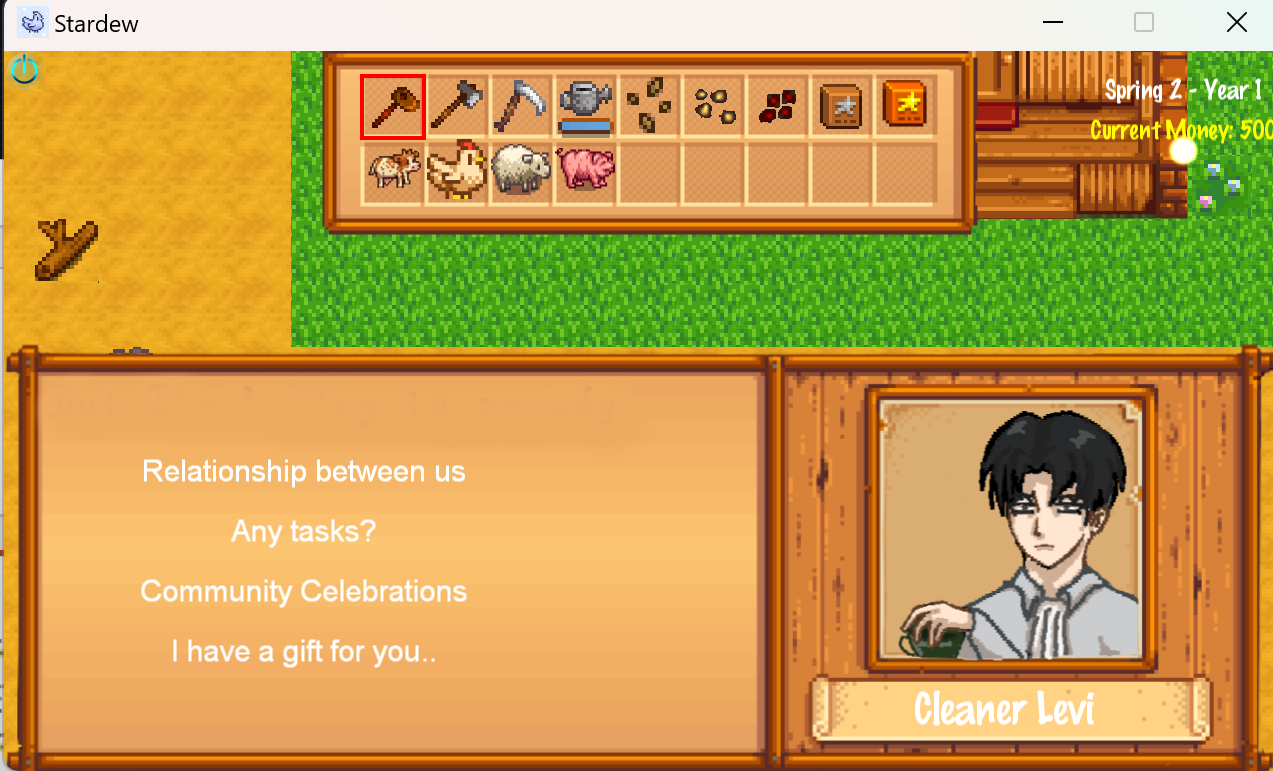 Stardew
Spring 2 - Year 1
Current Money: 500
Relationship between us
Any tasks?
Community Celebrations
I have a gift for you..
Cleaner Levi